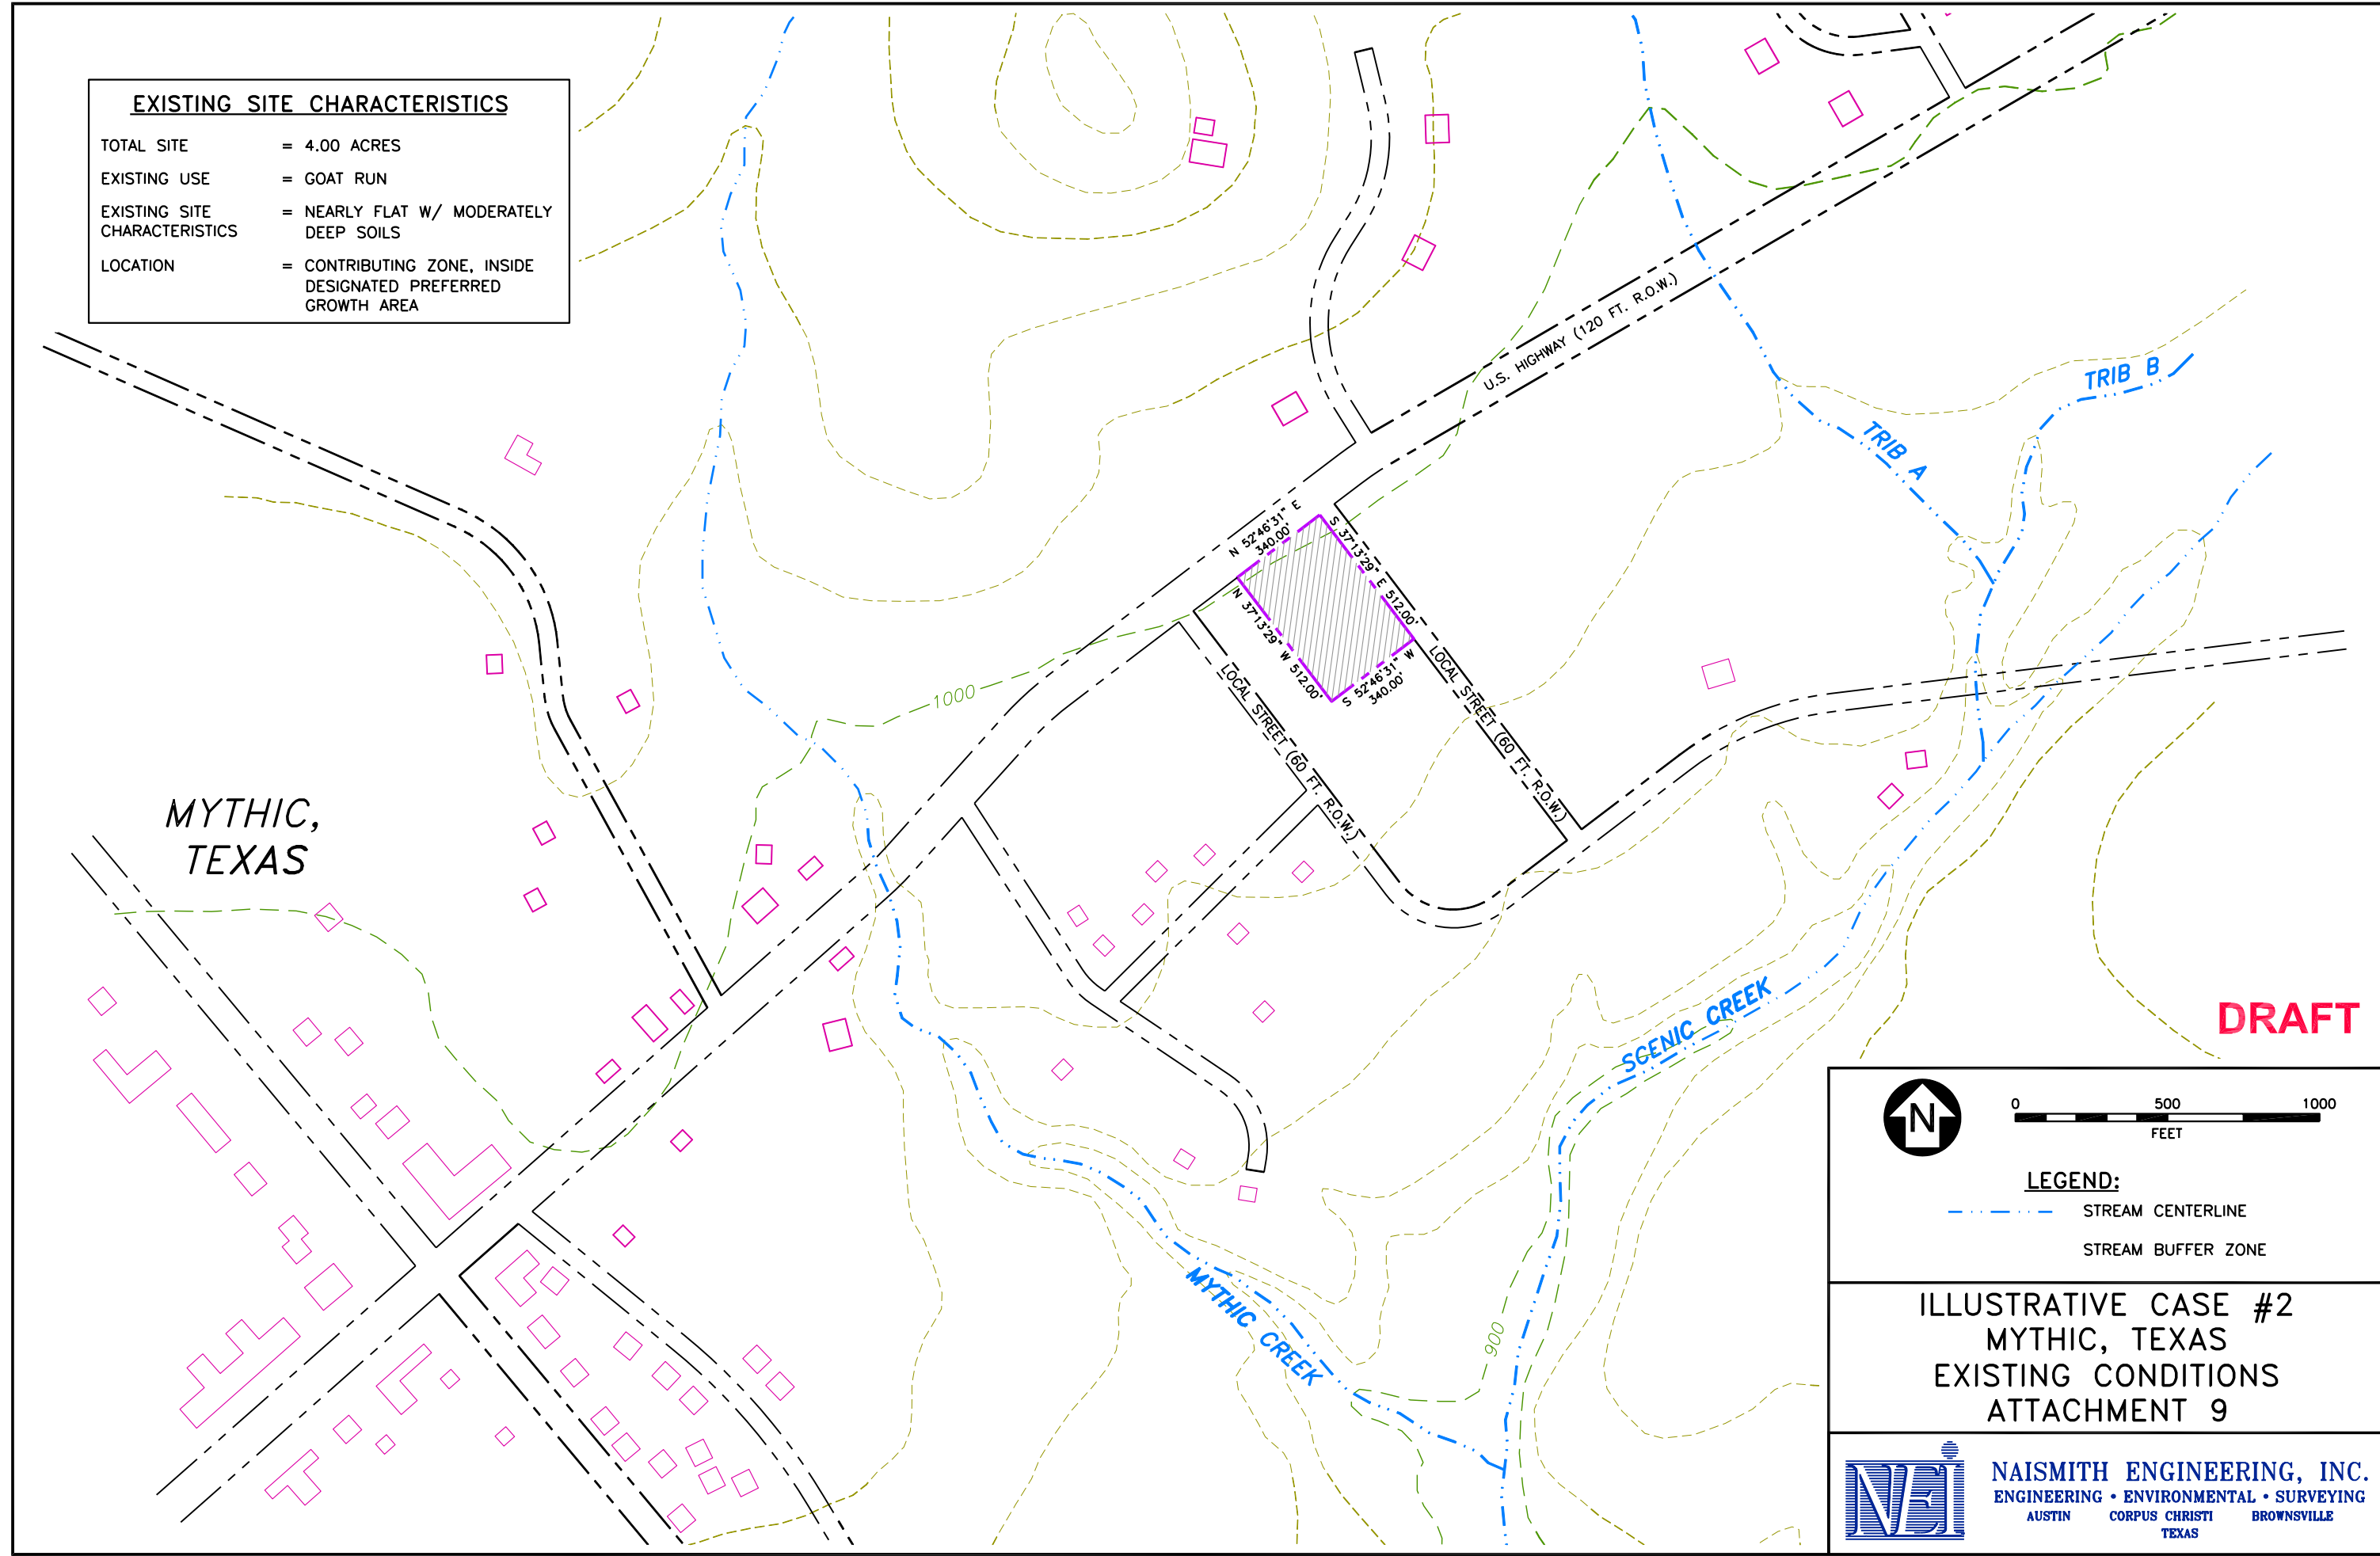 EXISTING SITE CHARACTERISTICS
TOTAL SITE = 4.00 ACRES
EXISTING USE = GOAT RUN
EXISTING SITE = NEARLY FLAT W/ MODERATELY
CHARACTERISTICS DEEP SOILS
LOCATION = CONTRIBUTING ZONE, INSIDE
DESIGNATED PREFERRED
GROWTH AREA
U.S. HIGHWAY (120 FT. R.O.W.)
TRIB B
TRIB A
N 52°46'31" E
340.00'
S 37°13'29" E 512.00'
N 37°13'29" W 512.00'
S 52°46'31" W
340.00'
LOCAL STREET (60 FT. R.O.W.)
LOCAL STREET (60 FT. R.O.W.)
1000
MYTHIC,
TEXAS
SCENIC CREEK
MYTHIC CREEK
900
DRAFT
N
0 500 1000
FEET
LEGEND:
STREAM CENTERLINE
STREAM BUFFER ZONE
ILLUSTRATIVE CASE #2
MYTHIC, TEXAS
EXISTING CONDITIONS
ATTACHMENT 9
NEI
NAISMITH ENGINEERING, INC.
ENGINEERING • ENVIRONMENTAL • SURVEYING
AUSTIN CORPUS CHRISTI BROWNSVILLE
TEXAS